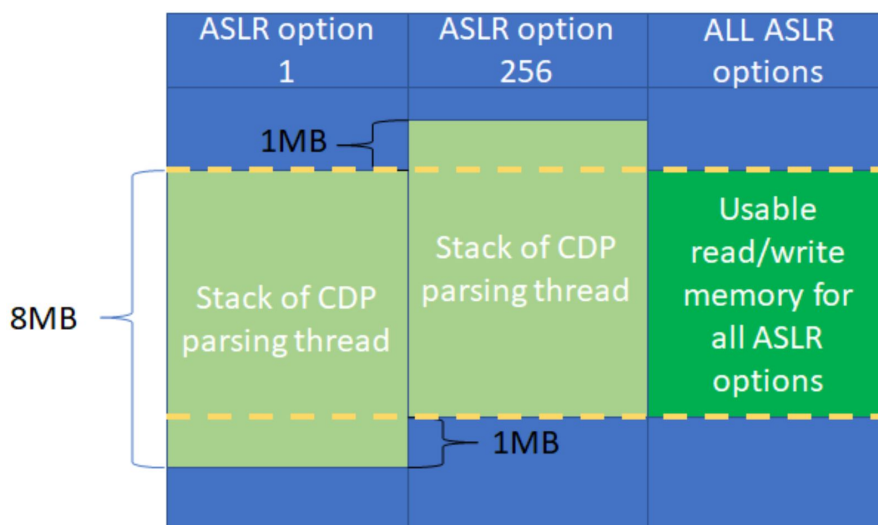 ASLR option
1
ASLR option
256
ALL ASLR
options
1MB
8MB
Stack of CDP
parsing thread
Stack of CDP
parsing thread
Usable
read/write
memory for
all ASLR
options
1MB